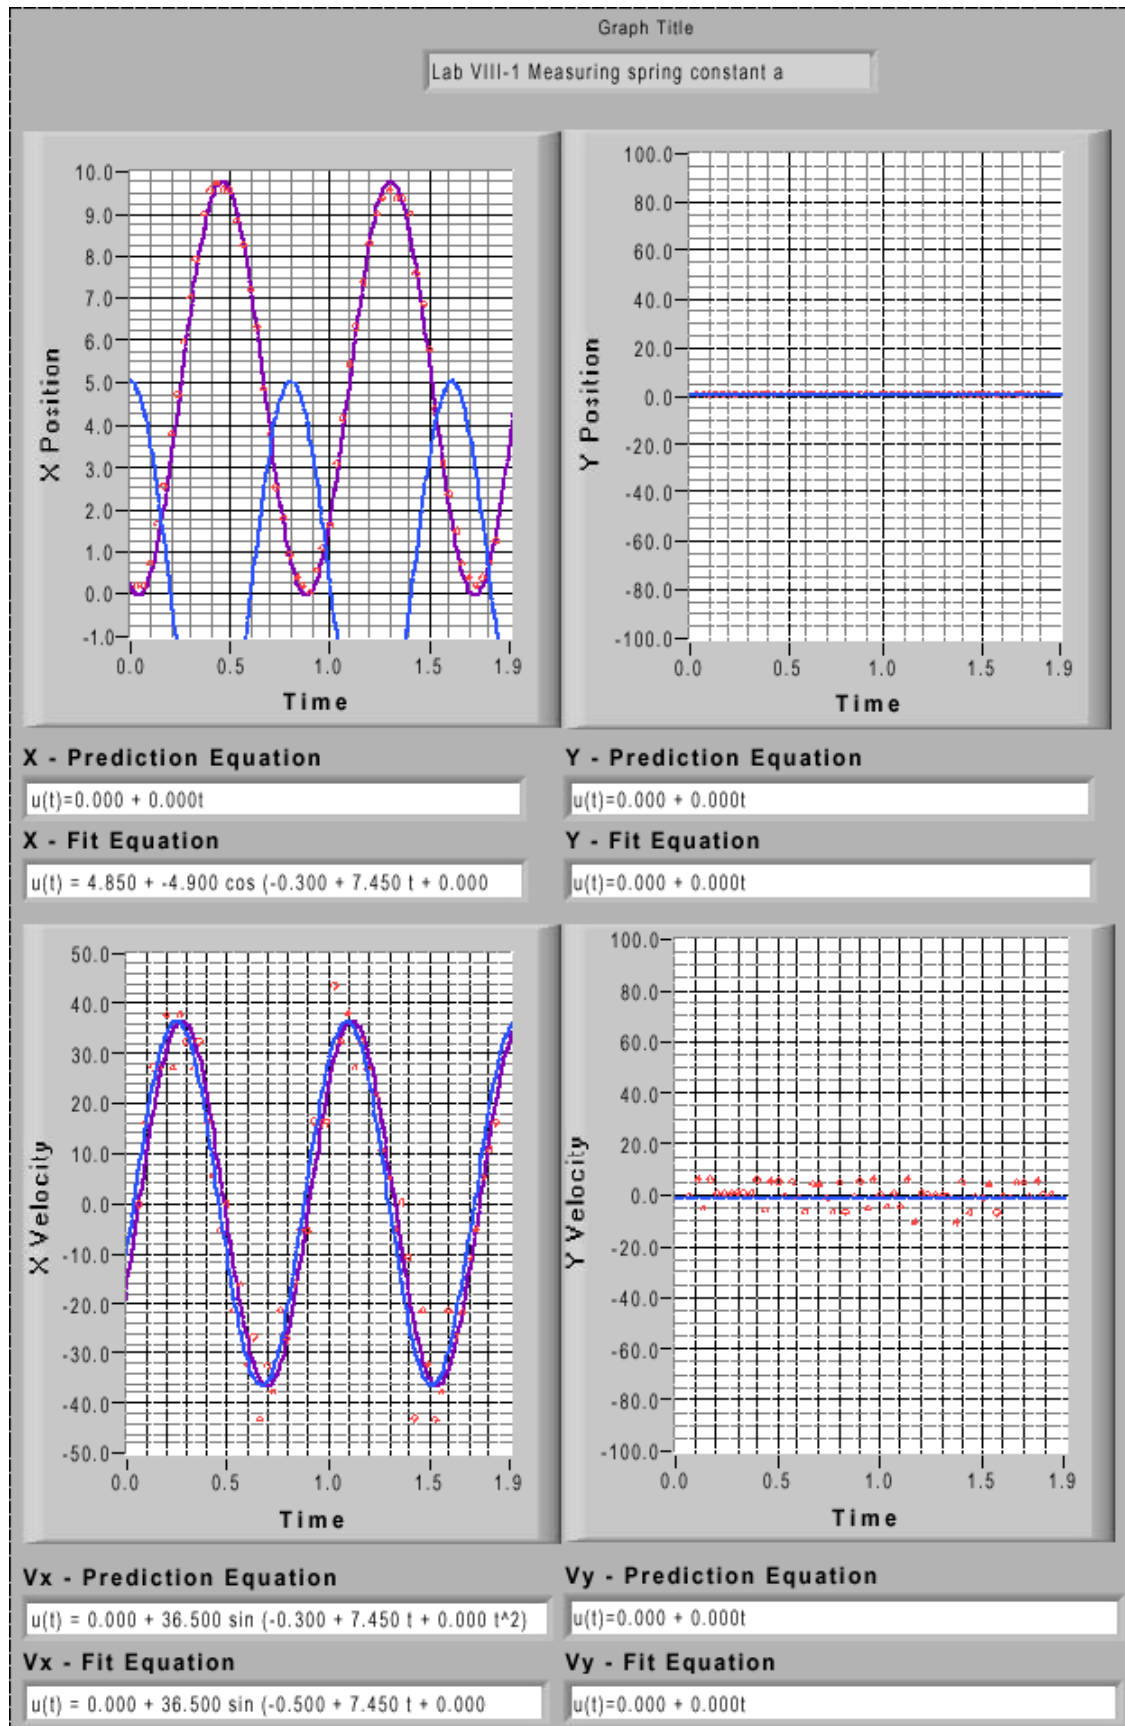 Graph Title
Lab VIII-1 Measuring spring constant a
10.0
9.0
8.0
7.0
6.0
5.0
4.0
3.0
2.0
1.0
0.0
-1.0
X Position
0.0 0.5 1.0 1.5 1.9
Time
100.0
80.0
60.0
40.0
20.0
0.0
-20.0
-40.0
-60.0
-80.0
-100.0
Y Position
0.0 0.5 1.0 1.5 1.9
Time
X - Prediction Equation
u(t)=0.000 + 0.000t
Y - Prediction Equation
u(t)=0.000 + 0.000t
X - Fit Equation
u(t) = 4.850 + -4.900 cos (-0.300 + 7.450 t + 0.000
Y - Fit Equation
u(t)=0.000 + 0.000t
50.0
40.0
30.0
20.0
10.0
0.0
-10.0
-20.0
-30.0
-40.0
-50.0
X Velocity
0.0 0.5 1.0 1.5 1.9
Time
100.0
80.0
60.0
40.0
20.0
0.0
-20.0
-40.0
-60.0
-80.0
-100.0
Y Velocity
0.0 0.5 1.0 1.5 1.9
Time
Vx - Prediction Equation
u(t) = 0.000 + 36.500 sin (-0.300 + 7.450 t + 0.000 t^2)
Vy - Prediction Equation
u(t)=0.000 + 0.000t
Vx - Fit Equation
u(t) = 0.000 + 36.500 sin (-0.500 + 7.450 t + 0.000
Vy - Fit Equation
u(t)=0.000 + 0.000t